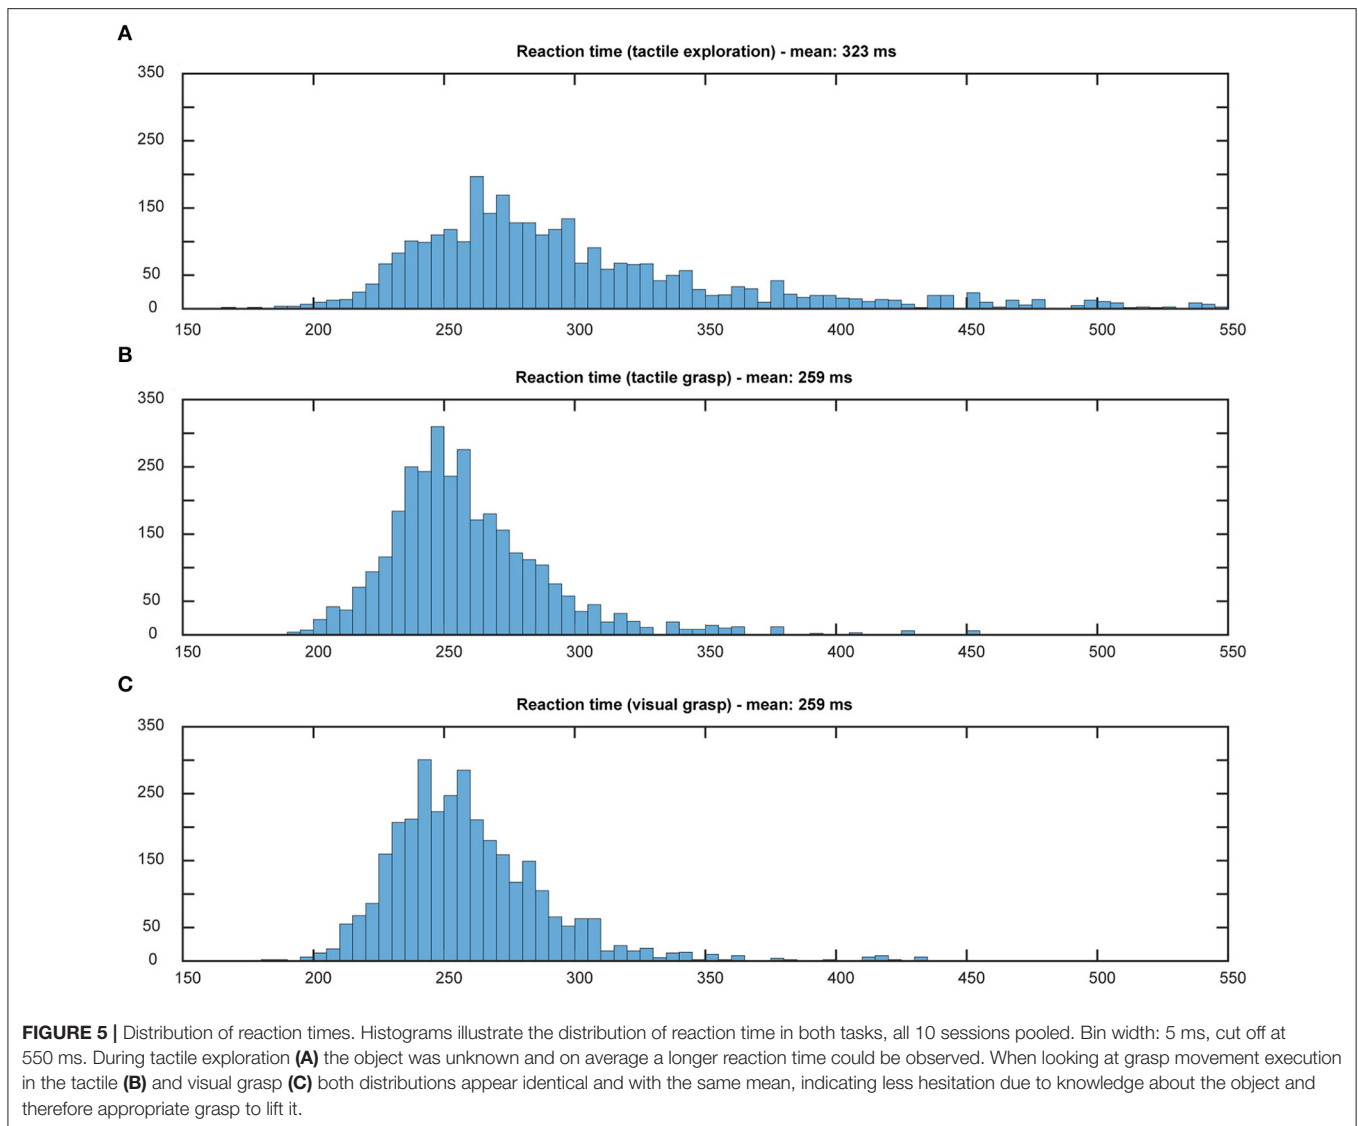 A
Reaction time (tactile exploration) - mean: 323 ms
350
250
150
50
0
150 200 250 300 350 400 450 500 550
B
Reaction time (tactile grasp) - mean: 259 ms
350
250
150
50
0
150 200 250 300 350 400 450 500 550
C
Reaction time (visual grasp) - mean: 259 ms
350
250
150
50
0
150 200 250 300 350 400 450 500 550
FIGURE 5 | Distribution of reaction times. Histograms illustrate the distribution of reaction time in both tasks, all 10 sessions pooled. Bin width: 5 ms, cut off at
550 ms. During tactile exploration (A) the object was unknown and on average a longer reaction time could be observed. When looking at grasp movement execution
in the tactile (B) and visual grasp (C) both distributions appear identical and with the same mean, indicating less hesitation due to knowledge about the object and
therefore appropriate grasp to lift it.